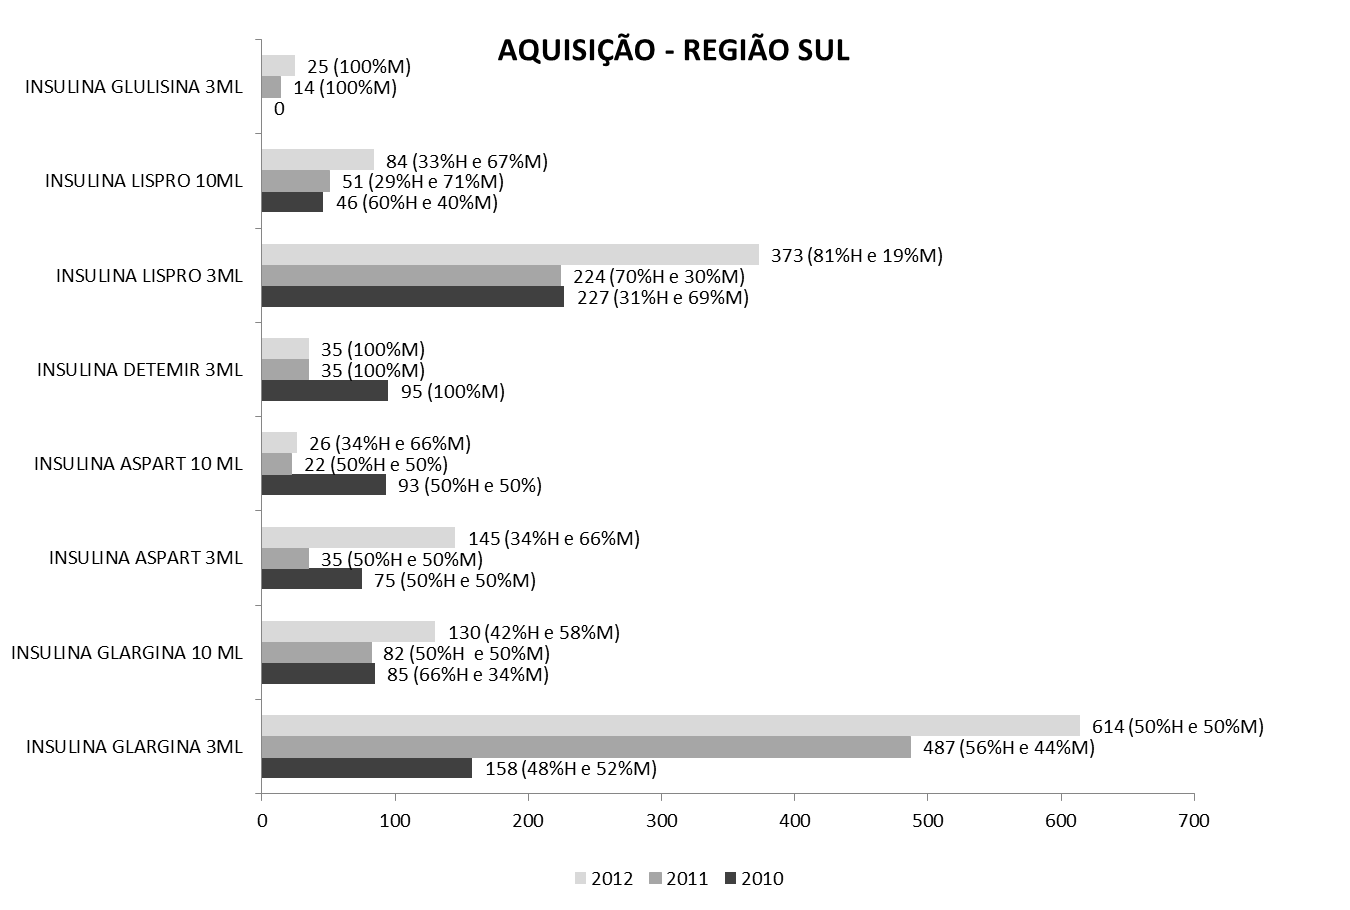 AQUISIÇÃO - REGIÃO SUL
INSULINA GLULISINA 3ML
25 (100%M)
14 (100%M)
0
INSULINA LISPRO 10ML
84 (33%H e 67%M)
51 (29%H e 71%M)
46 (60%H e 40%M)
INSULINA LISPRO 3ML
373 (81%H e 19%M)
224 (70%H e 30%M)
227 (31%H e 69%M)
INSULINA DETEMIR 3ML
35 (100%M)
35 (100%M)
95 (100%M)
INSULINA ASPART 10 ML
26 (34%H e 66%M)
22 (50%H e 50%)
93 (50%H e 50%)
INSULINA ASPART 3ML
145 (34%H e 66%M)
35 (50%H e 50%M)
75 (50%H e 50%M)
INSULINA GLARGINA 10 ML
130 (42%H e 58%M)
82 (50%H  e 50%M)
85 (66%H e 34%M)
INSULINA GLARGINA 3ML
614 (50%H e 50%M)
487 (56%H e 44%M)
158 (48%H e 52%M)
0 100 200 300 400 500 600 700
2012 2011 2010